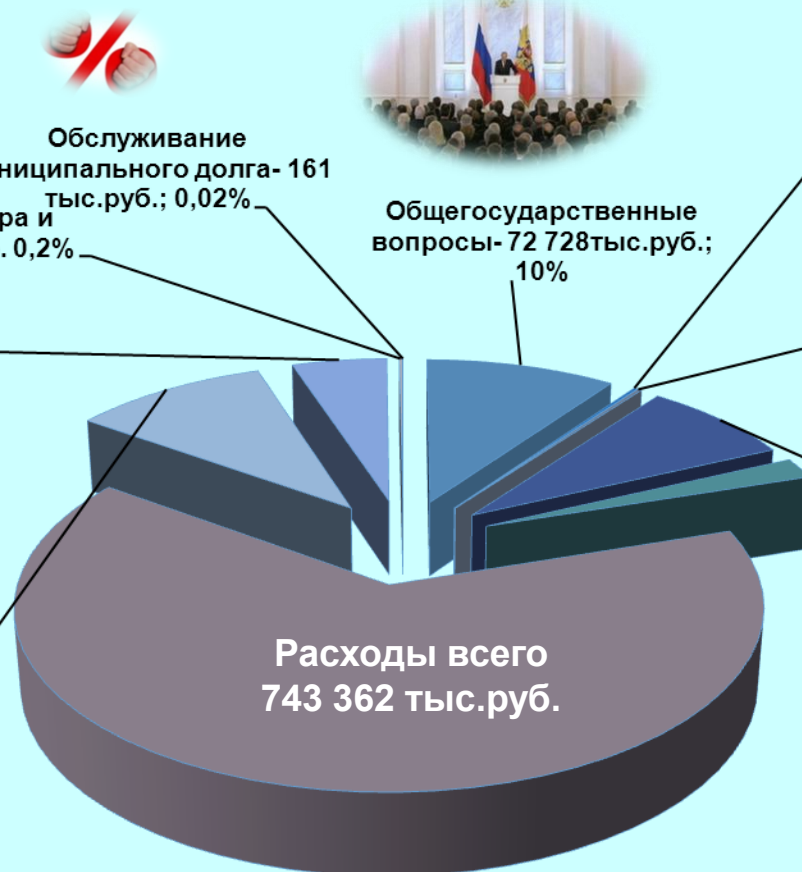 Обслуживание
ниципального долга- 161
тыс.руб.; 0,02%
ра и
. 0,2%
Общегосударственные
вопросы- 72 728тыс.руб.;
10%
Расходы всего
743 362 тыс.руб.